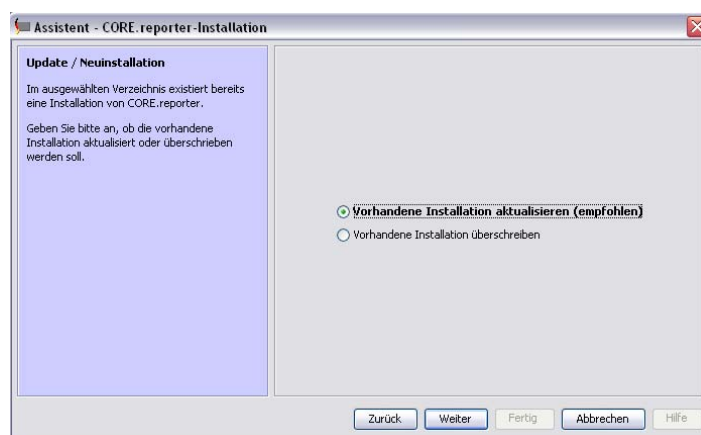 Assistent - CORE.reporter-Installation
Update / Neuinstallation
Im ausgewählten Verzeichnis existiert bereits
eine Installation von CORE.reporter.
Geben Sie bitte an, ob die vorhandene
Installation aktualisiert oder überschrieben
werden soll.
Vorhandene Installation aktualisieren (empfohlen)
Vorhandene Installation überschreiben
Zurück
Weiter
Fertig
Abbrechen
Hilfe